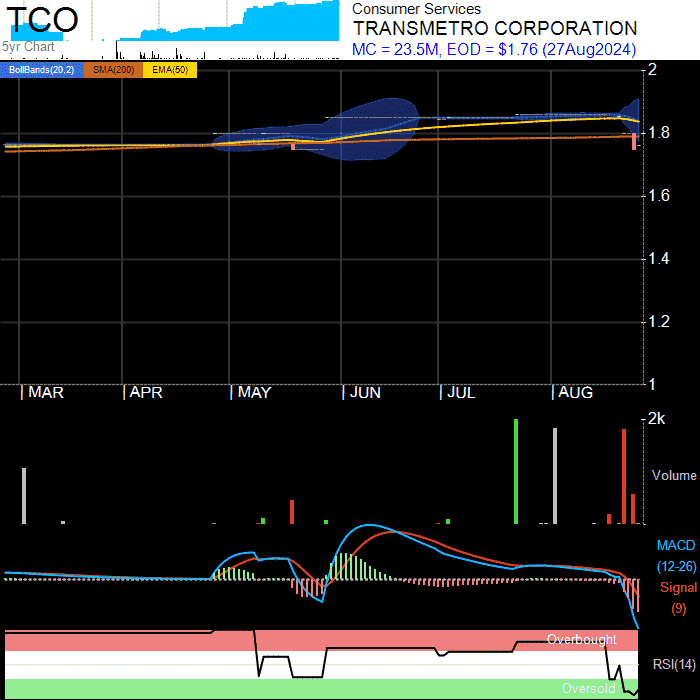 TCO
5yr Chart
Consumer Services
TRANSMETRO CORPORATION
MC = 23.5M, EOD = $1.76 (27Aug2024)
BollBands(20,2) SMA(200) EMA(50)
2
1.8
1.6
1.4
1.2
1
MAR APR MAY JUN JUL AUG
2k
Volume
MACD
(12-26)
Signal
(9)
Overbought
RSI(14)
Oversold